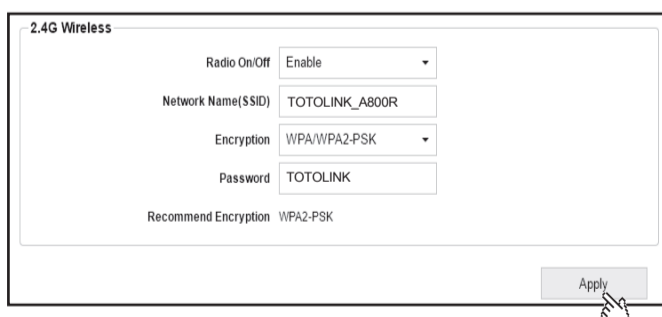 2.4G Wireless
Radio On/Off Enable
Network Name(SSID) TOTOLINK_A800R
Encryption WPA/WPA2-PSK
Password TOTOLINK
Recommend Encryption WPA2-PSK
Apply